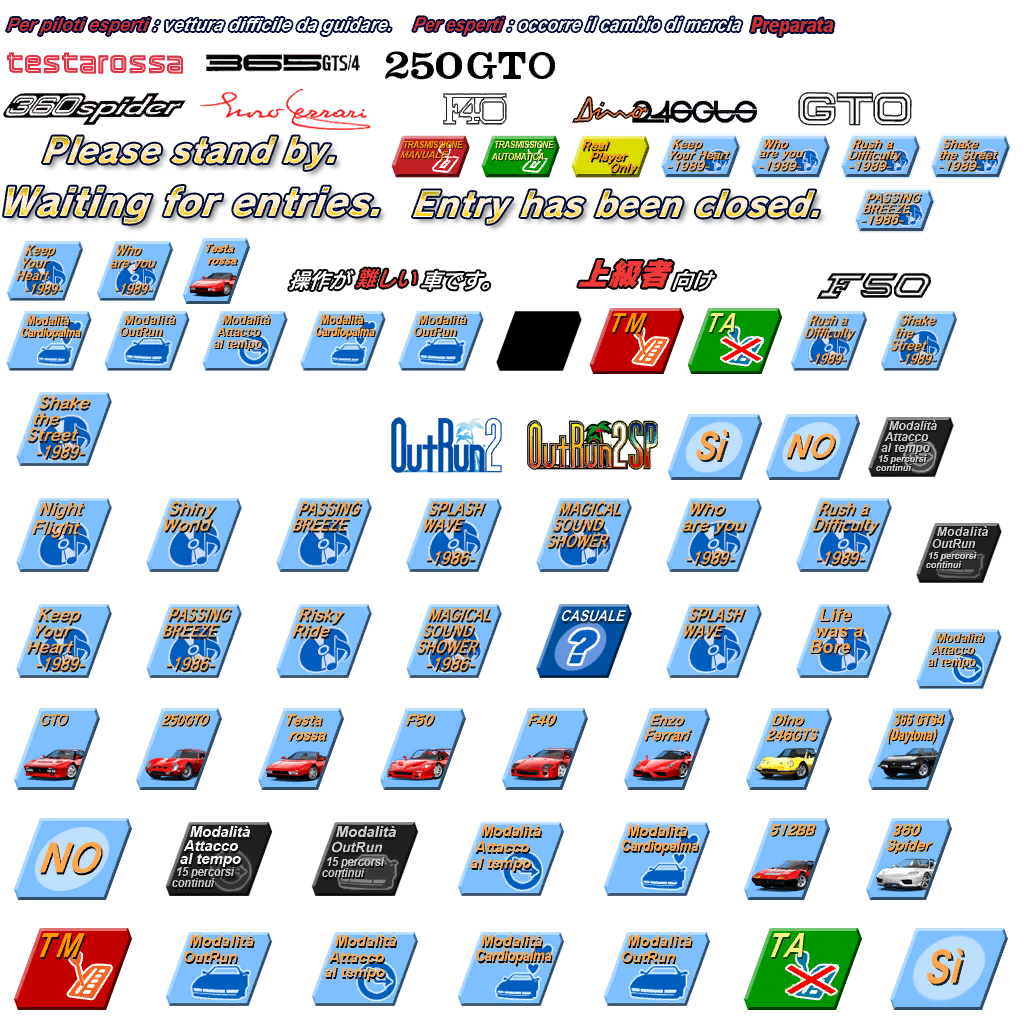 Per piloti esperti : vettura difficile da guidare.
Per esperti : occorre il cambio di marcia
Preparata
testarossa
365 GTS/4
250GTO
360 spider
Enzo Ferrari
F40
Dino 246GTS
GTO
Please stand by.
TRASMISSIONE
MANUALE
TRASMISSIONE
AUTOMATICA
Real
Player
Only
Keep
Your Heart
-1989-
Who
are you
-1989-
Rush a
Difficulty
-1989-
Shake
the Street
-1989-
Waiting for entries.
Entry has been closed.
PASSING
BREEZE
-1986-
Keep
Your
Heart
-1989-
Who
are you
-1989-
Testa
rossa
操作が難しい車です。
上級者向け
F50
Modalità
Cardiopalma
Modalità
OutRun
Modalità
Attacco
al tempo
Modalità
Cardiopalma
Modalità
OutRun
TM
TA
Rush a
Difficulty
-1989-
Shake
the
Street
-1989-
Shake
the
Street
-1989-
OutRun2
OutRun2SP
Sì
NO
Modalità
Attacco
al tempo
15 percorsi
continui
Night
Flight
Shiny
World
PASSING
BREEZE
SPLASH
WAVE
-1986-
MAGICAL
SOUND
SHOWER
Who
are you
-1989-
Rush a
Difficulty
-1989-
Modalità
OutRun
15 percorsi
continui
Keep
Your
Heart
-1989-
PASSING
BREEZE
-1986-
Risky
Ride
MAGICAL
SOUND
SHOWER
-1986-
CASUALE
?
SPLASH
WAVE
Life
was a
Bore
Modalità
Attacco
al tempo
GTO
250GTO
Testa
rossa
F50
F40
Enzo
Ferrari
Dino
246GTS
365 GTS4
(Daytona)
NO
Modalità
Attacco
al tempo
15 percorsi
continui
Modalità
OutRun
15 percorsi
continui
Modalità
Attacco
al tempo
Modalità
Cardiopalma
512BB
360
Spider
TM
Modalità
OutRun
Modalità
Attacco
al tempo
Modalità
Cardiopalma
Modalità
OutRun
TA
Sì